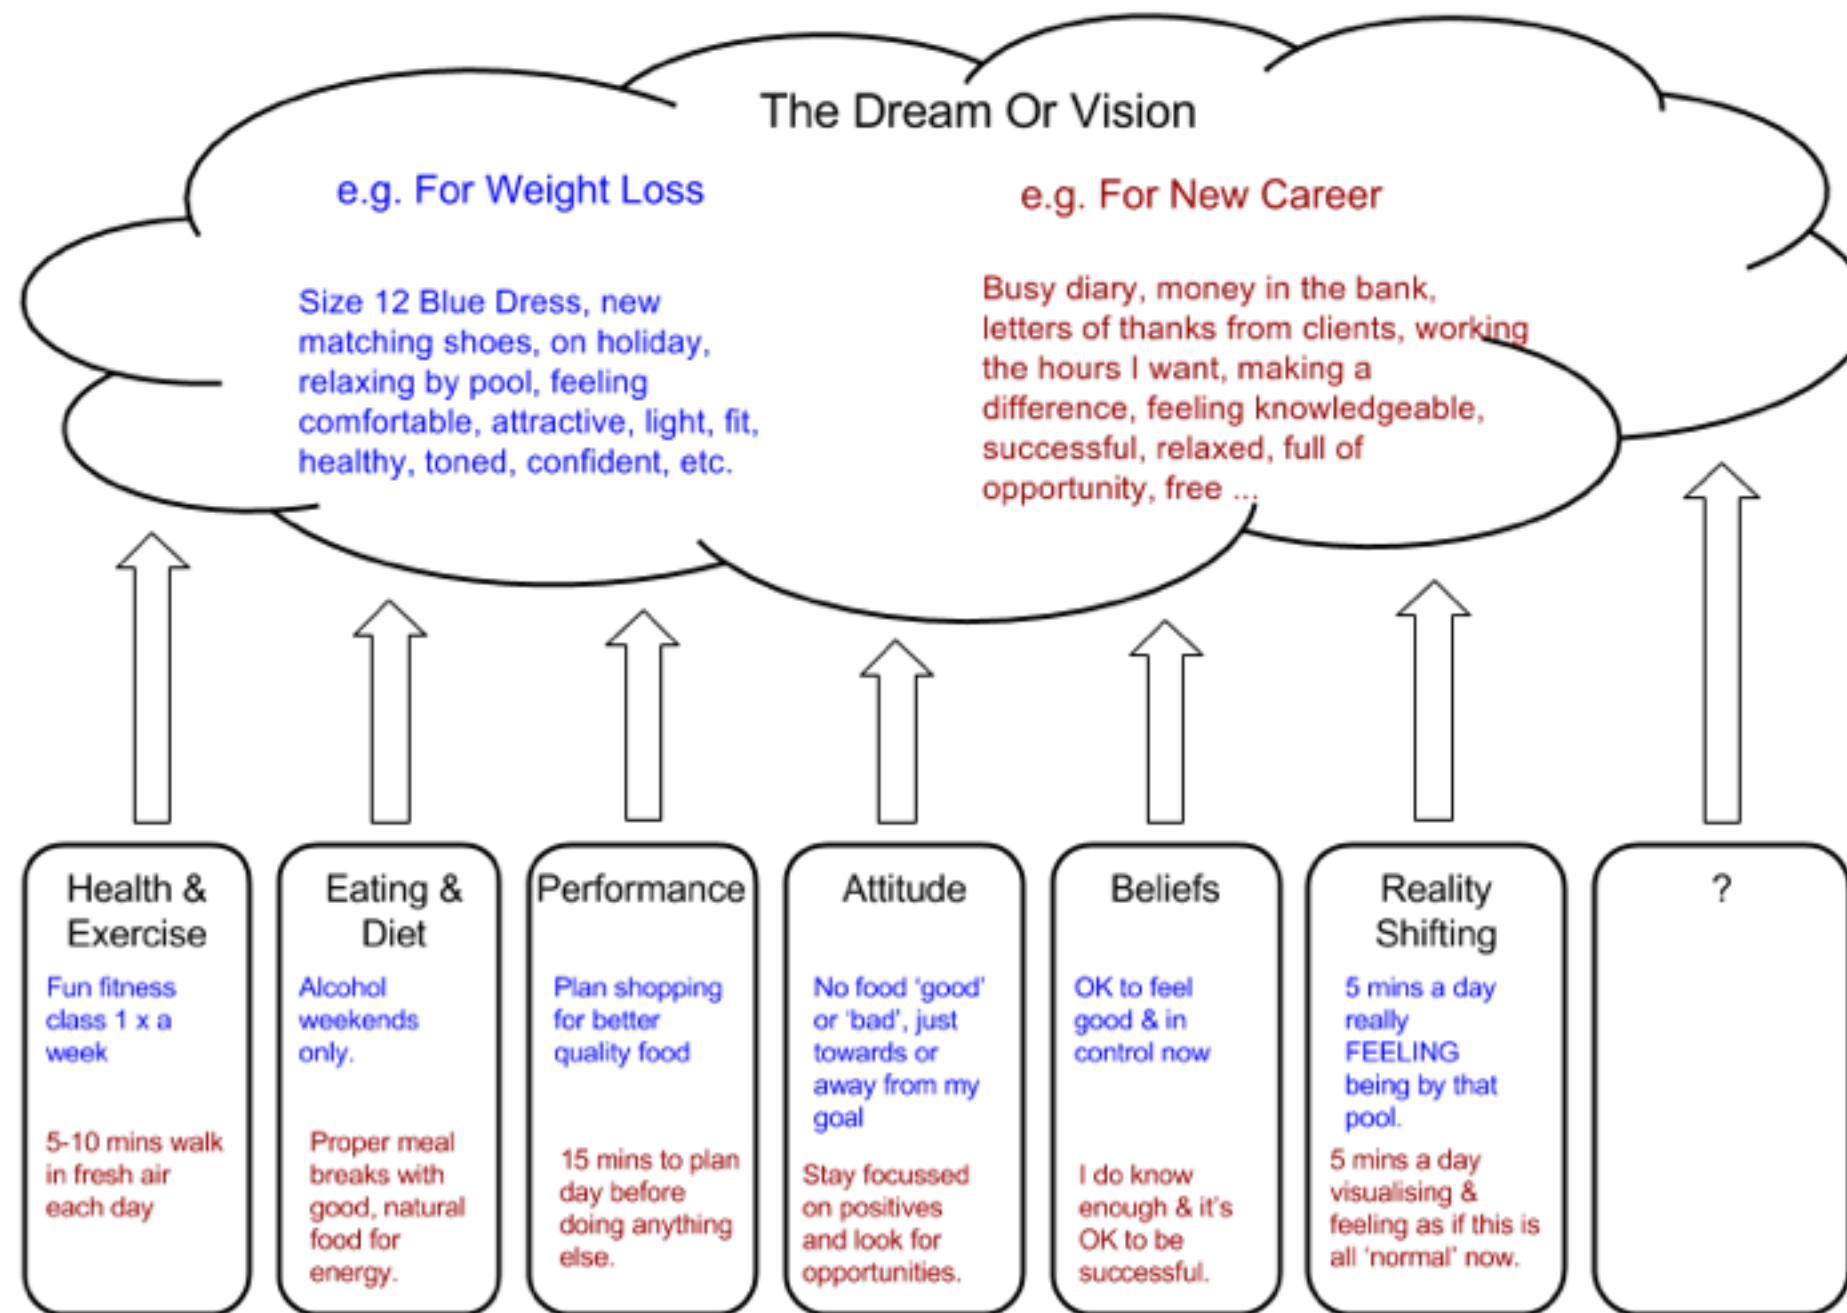 The Dream Or Vision
e.g. For Weight Loss
Size 12 Blue Dress, new
matching shoes, on holiday,
relaxing by pool, feeling
comfortable, attractive, light, fit,
healthy, toned, confident, etc.
e.g. For New Career
Busy diary, money in the bank,
letters of thanks from clients, working
the hours I want, making a
difference, feeling knowledgeable,
successful, relaxed, full of
opportunity, free ...
Health &
Exercise
Fun fitness
class 1 x a
week
5-10 mins walk
in fresh air
each day
Eating &
Diet
Alcohol
weekends
only.
Proper meal
breaks with
good, natural
food for
energy.
Performance
Plan shopping
for better
quality food
15 mins to plan
day before
doing anything
else.
Attitude
No food ‘good’
or ‘bad’, just
towards or
away from my
goal
Stay focussed
on positives
and look for
opportunities.
Beliefs
OK to feel
good & in
control now
I do know
enough & it’s
OK to be
successful.
Reality
Shifting
5 mins a day
really
FEELING
being by that
pool.
5 mins a day
visualising &
feeling as if this is
all ‘normal’ now.
?